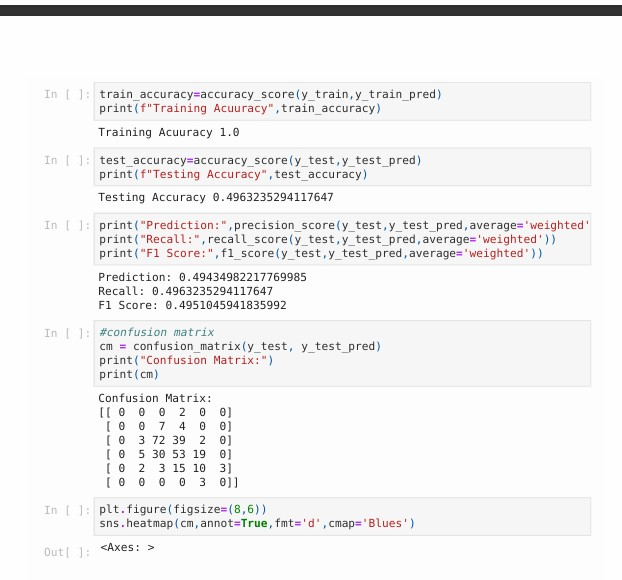 In [ ]: train_accuracy=accuracy_score(y_train,y_train_pred)
print(f"Training Acuuracy",train_accuracy)
Training Acuuracy 1.0
In [ ]: test_accuracy=accuracy_score(y_test,y_test_pred)
print(f"Testing Accuracy",test_accuracy)
Testing Accuracy 0.4963235294117647
In [ ]: print("Prediction:",precision_score(y_test,y_test_pred,average='weighted'
print("Recall:",recall_score(y_test,y_test_pred,average='weighted'))
print("F1 Score:",f1_score(y_test,y_test_pred,average='weighted'))
Prediction: 0.49434982217769985
Recall: 0.4963235294117647
F1 Score: 0.4951045941835992
In [ ]: #confusion matrix
cm = confusion_matrix(y_test, y_test_pred)
print("Confusion Matrix:")
print(cm)
Confusion Matrix:
[[ 0  0  0  2  0  0]
[ 0  0  7  4  0  0]
[ 0  3 72 39  2  0]
[ 0  5 30 53 19  0]
[ 0  2  3 15 10  3]
[ 0  0  0  0  3  0]]
In [ ]: plt.figure(figsize=(8,6))
sns.heatmap(cm,annot=True,fmt='d',cmap='Blues')
Out[ ]: <Axes: >